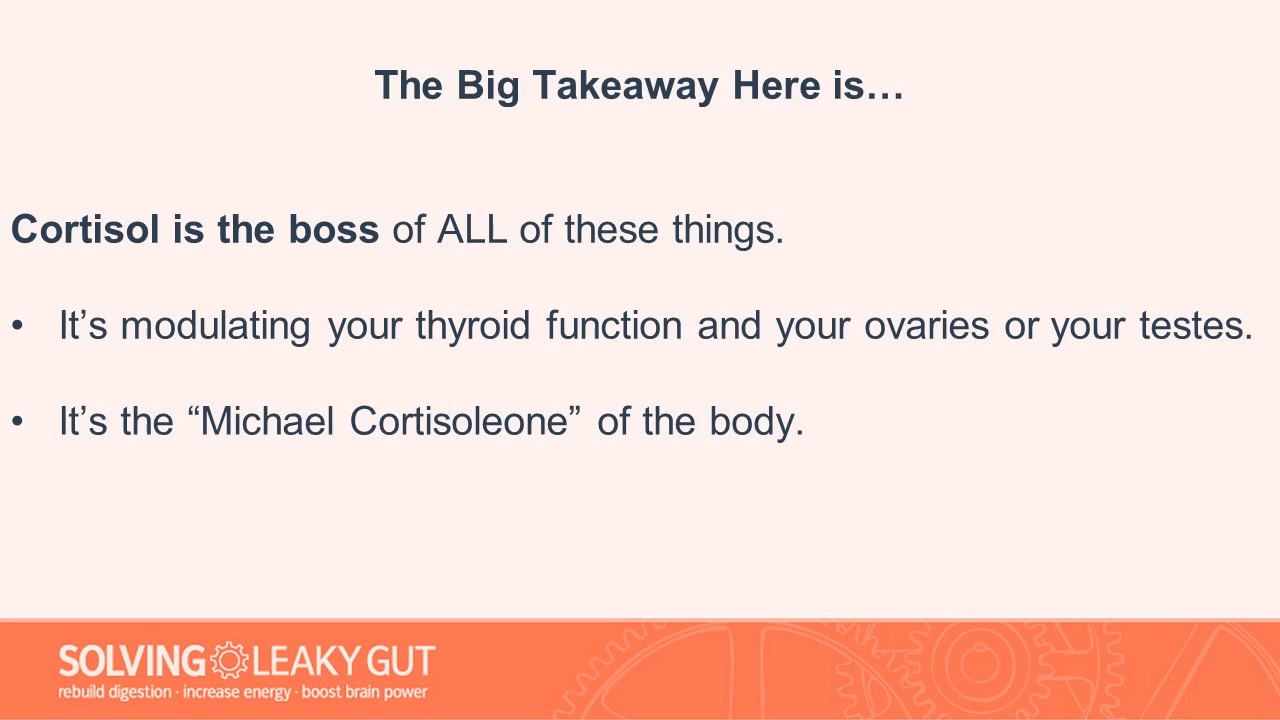 The Big Takeaway Here is…
Cortisol is the boss of ALL of these things.
• It’s modulating your thyroid function and your ovaries or your testes.
• It’s the “Michael Cortisoleone” of the body.
SOLVING LEAKY GUT
rebuild digestion · increase energy · boost brain power